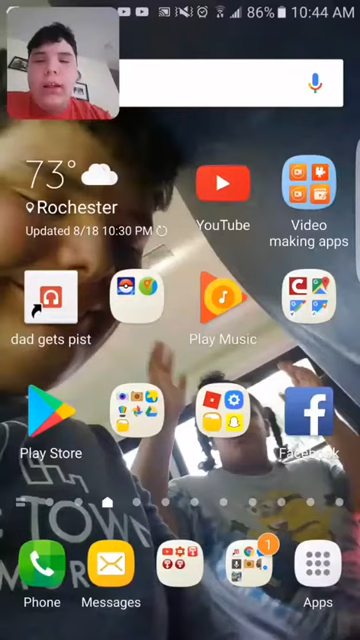 86% 10:44 AM
73°
Rochester
Updated 8/18 10:30 PM
YouTube
Video
making apps
dad gets pist
Play Music
Play Store
Facebook
TOWN
1
Phone
Messages
Apps